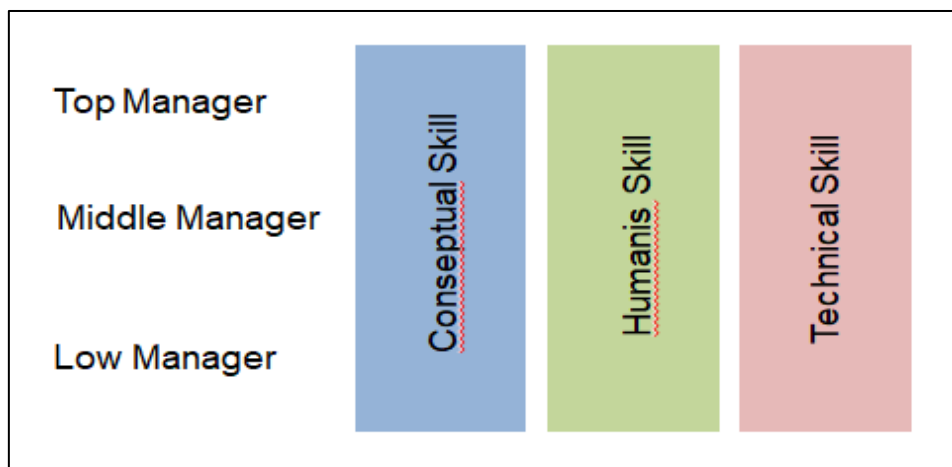 Top Manager
Middle Manager
Low Manager
Conseptual Skill
Humanis Skill
Technical Skill